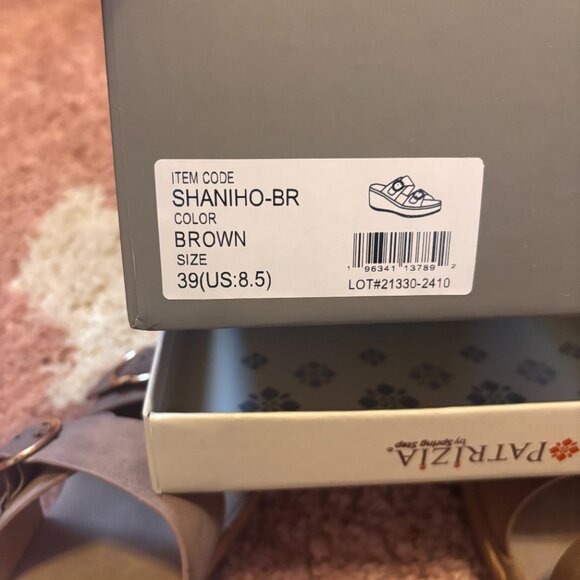 ITEM CODE
SHANIHO-BR
COLOR
BROWN
SIZE
39(US:8.5)
1 96341 13789 2
LOT#21330-2410
PATRIZIA®
by Spring Step